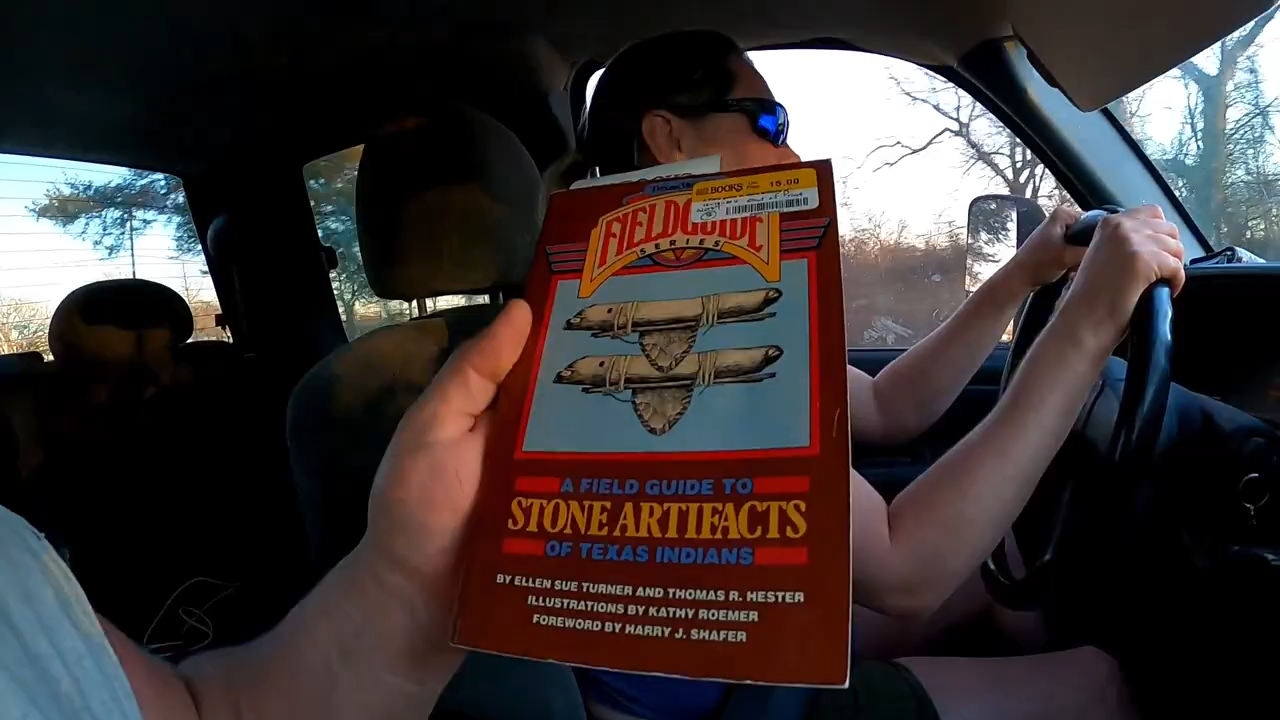 BOOKS 15.00
FIELDGUIDE
SERIES
A FIELD GUIDE TO
STONE ARTIFACTS
OF TEXAS INDIANS
BY ELLEN SUE TURNER AND THOMAS R. HESTER
ILLUSTRATIONS BY KATHY ROEMER
FOREWORD BY HARRY J. SHAFER